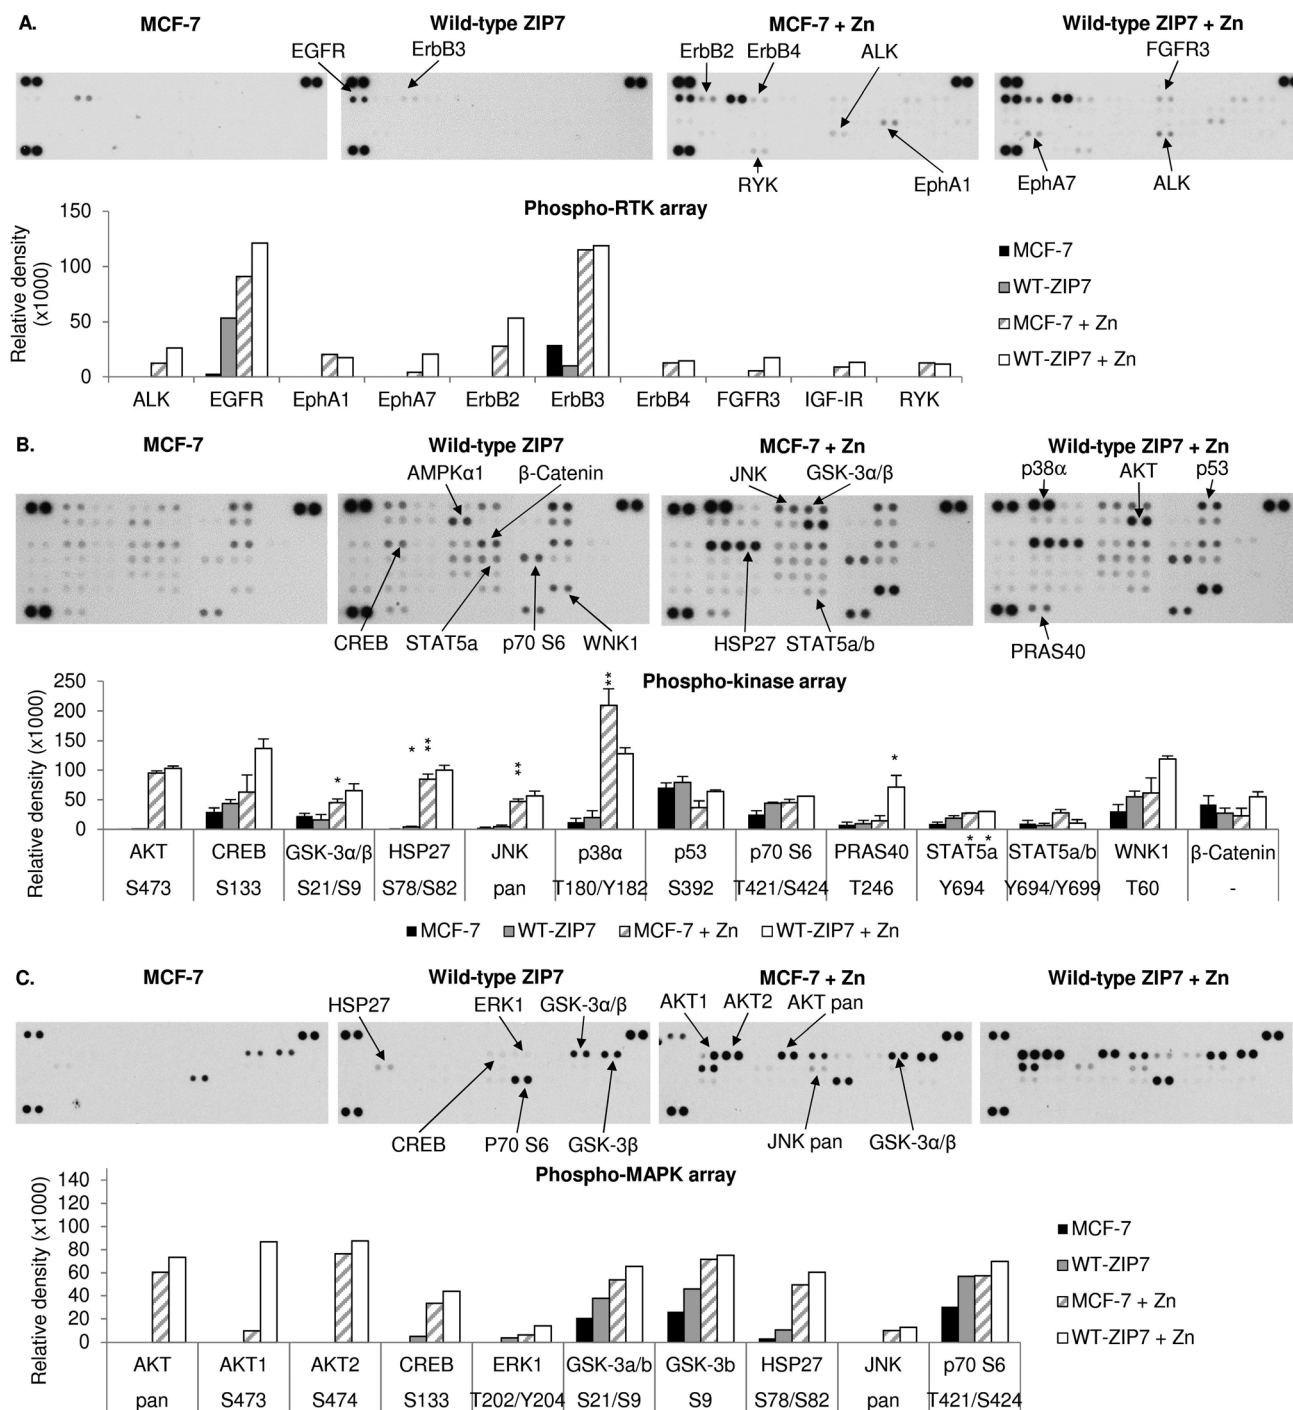 A. MCF-7 Wild-type ZIP7 MCF-7 + Zn Wild-type ZIP7 + Zn
EGFR ErbB3 ErbB2 ErbB4 ALK FGFR3
RYK EphA1 EphA7 ALK
Phospho-RTK array
Relative density
(x1000)
150
100
50
0
ALK EGFR EphA1 EphA7 ErbB2 ErbB3 ErbB4 FGFR3 IGF-IR RYK
MCF-7
WT-ZIP7
MCF-7 + Zn
WT-ZIP7 + Zn
B. MCF-7 Wild-type ZIP7 MCF-7 + Zn Wild-type ZIP7 + Zn
AMPKα1 β-Catenin JNK GSK-3α/β p38α AKT p53
CREB STAT5a p70 S6 WNK1 HSP27 STAT5a/b PRAS40
Phospho-kinase array
Relative density (x1000)
250
200
150
100
50
0
* * ** ** ** * * *
AKT CREB GSK-3α/β HSP27 JNK p38α p53 p70 S6 PRAS40 STAT5a STAT5a/b WNK1 β-Catenin
S473 S133 S21/S9 S78/S82 pan T180/Y182 S392 T421/S424 T246 Y694 Y694/Y699 T60 -
MCF-7 WT-ZIP7 MCF-7 + Zn WT-ZIP7 + Zn
C. MCF-7 Wild-type ZIP7 MCF-7 + Zn Wild-type ZIP7 + Zn
HSP27 ERK1 GSK-3α/β AKT1 AKT2 AKT pan
CREB P70 S6 GSK-3β JNK pan GSK-3α/β
Phospho-MAPK array
Relative density (x1000)
140
120
100
80
60
40
20
0
AKT AKT1 AKT2 CREB ERK1 GSK-3a/b GSK-3b HSP27 JNK p70 S6
pan S473 S474 S133 T202/Y204 S21/S9 S9 S78/S82 pan T421/S424
MCF-7
WT-ZIP7
MCF-7 + Zn
WT-ZIP7 + Zn